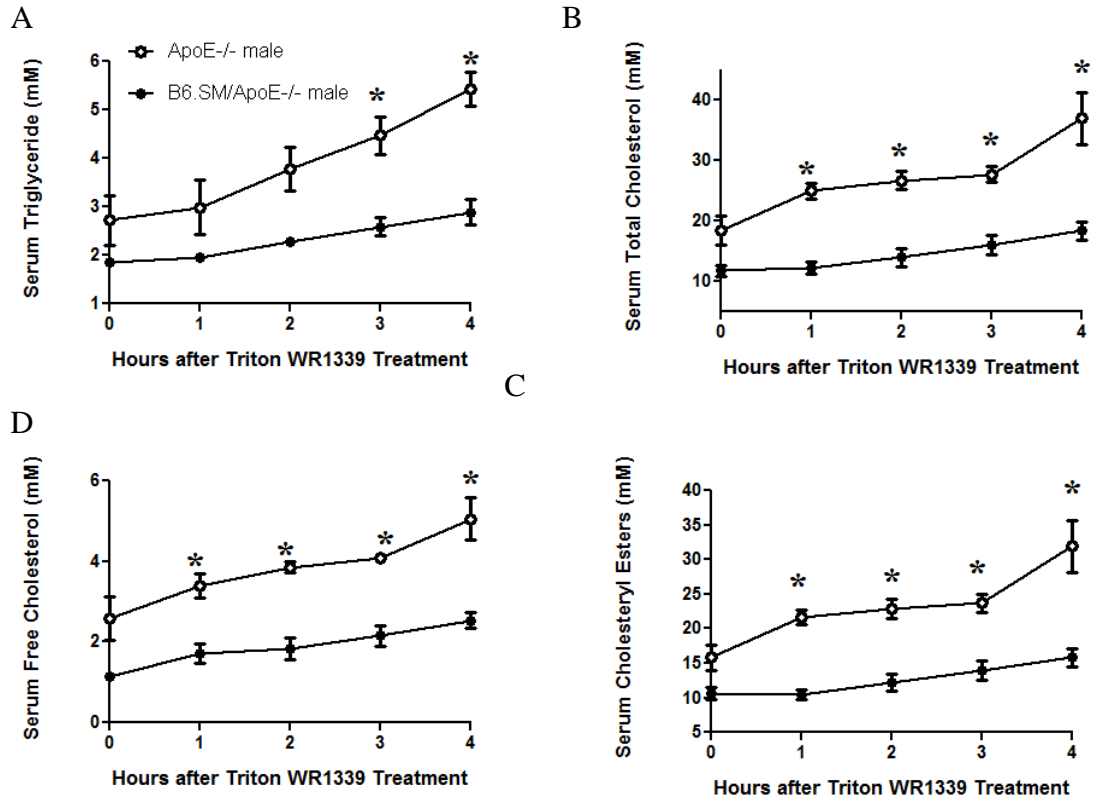 A
ApoE-/- male
B6.SM/ApoE-/- male
Serum Triglyceride (mM)
6
5
4
3
2
1
0 1 2 3 4
* *
Hours after Triton WR1339 Treatment
B
Serum Total Cholesterol (mM)
40
30
20
10
0 1 2 3 4
* * * *
Hours after Triton WR1339 Treatment
C
D
Serum Free Cholesterol (mM)
6
4
2
0
0 1 2 3 4
* * * *
Hours after Triton WR1339 Treatment
Serum Cholesteryl Esters (mM)
40
35
30
25
20
15
10
5
0 1 2 3 4
* * * *
Hours after Triton WR1339 Treatment